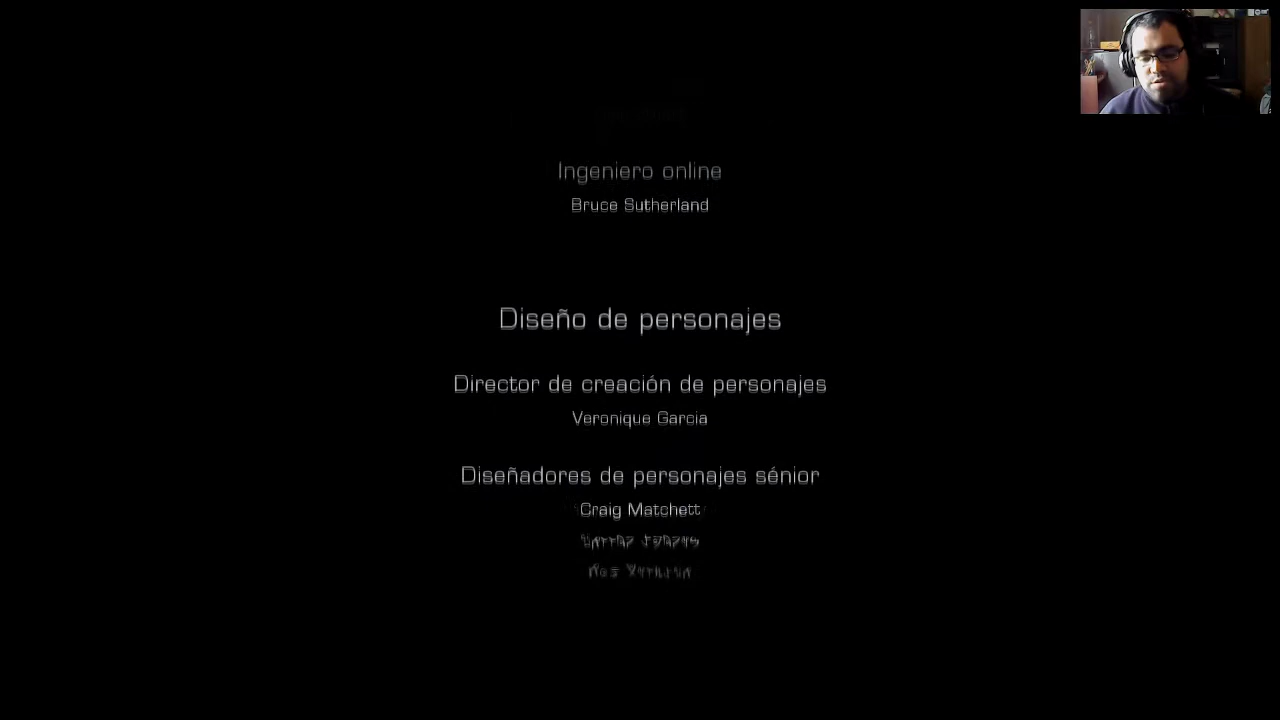 Ingeniero online
Bruce Sutherland
Diseño de personajes
Director de creación de personajes
Veronique Garcia
Diseñadores de personajes sénior
Craig Matchett